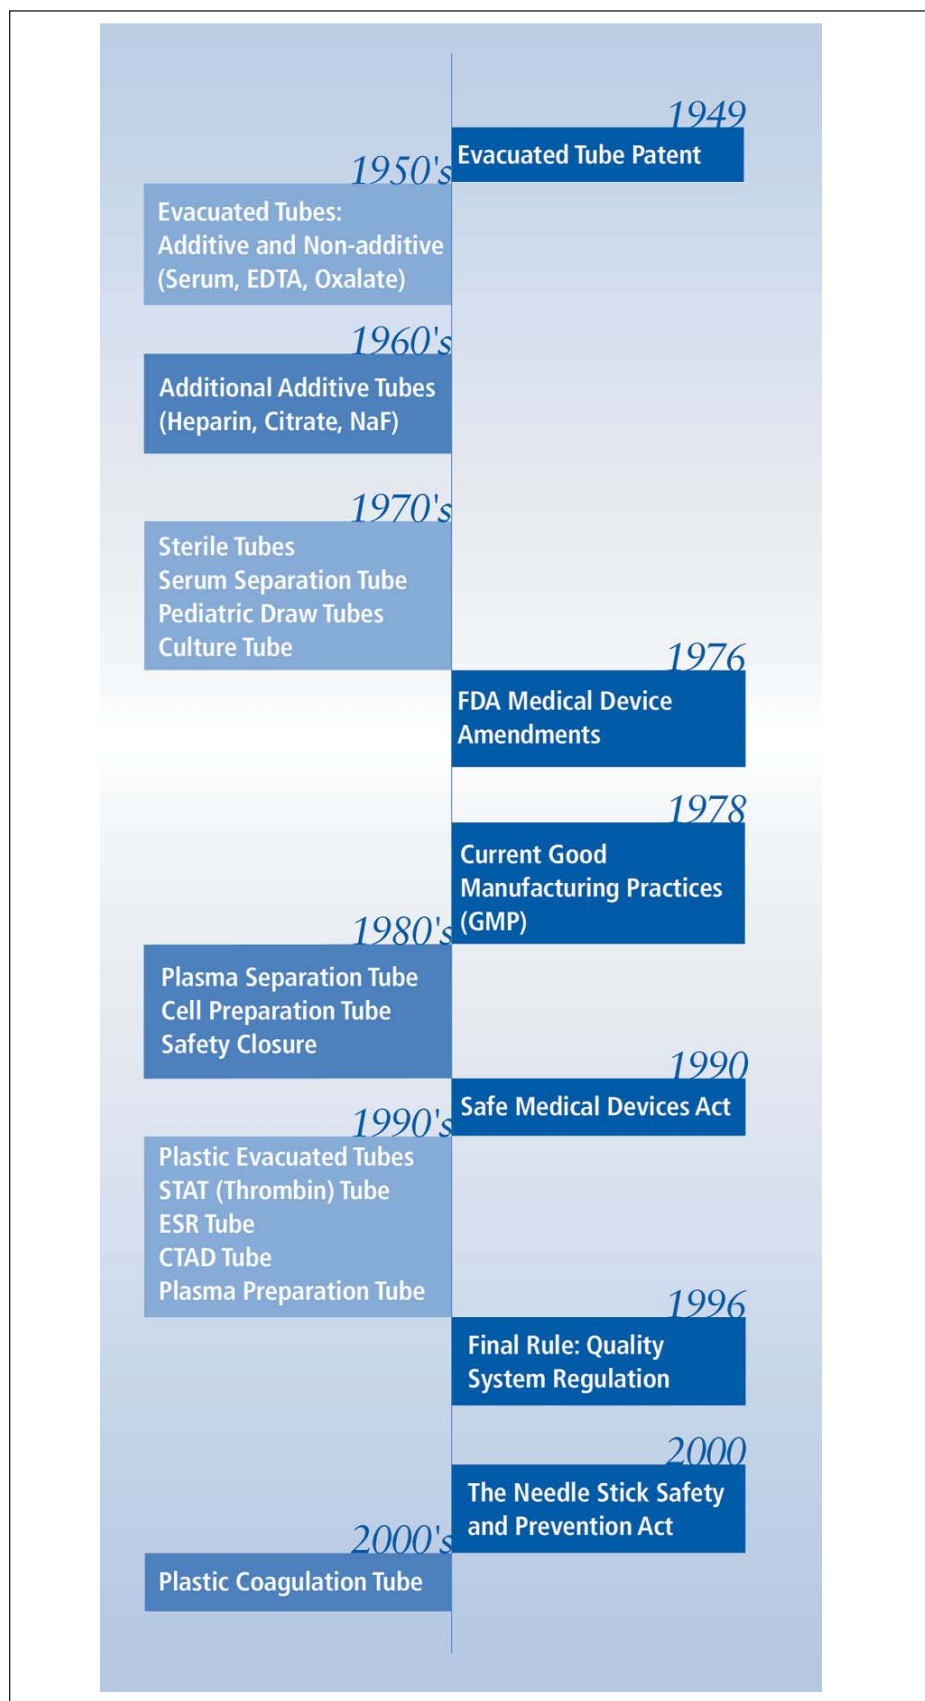 1949
Evacuated Tube Patent
1950's
Evacuated Tubes:
Additive and Non-additive
(Serum, EDTA, Oxalate)
1960's
Additional Additive Tubes
(Heparin, Citrate, NaF)
1970's
Sterile Tubes
Serum Separation Tube
Pediatric Draw Tubes
Culture Tube
1976
FDA Medical Device
Amendments
1978
Current Good
Manufacturing Practices
(GMP)
1980's
Plasma Separation Tube
Cell Preparation Tube
Safety Closure
1990
Safe Medical Devices Act
1990's
Plastic Evacuated Tubes
STAT (Thrombin) Tube
ESR Tube
CTAD Tube
Plasma Preparation Tube
1996
Final Rule: Quality
System Regulation
2000
The Needle Stick Safety
and Prevention Act
2000's
Plastic Coagulation Tube